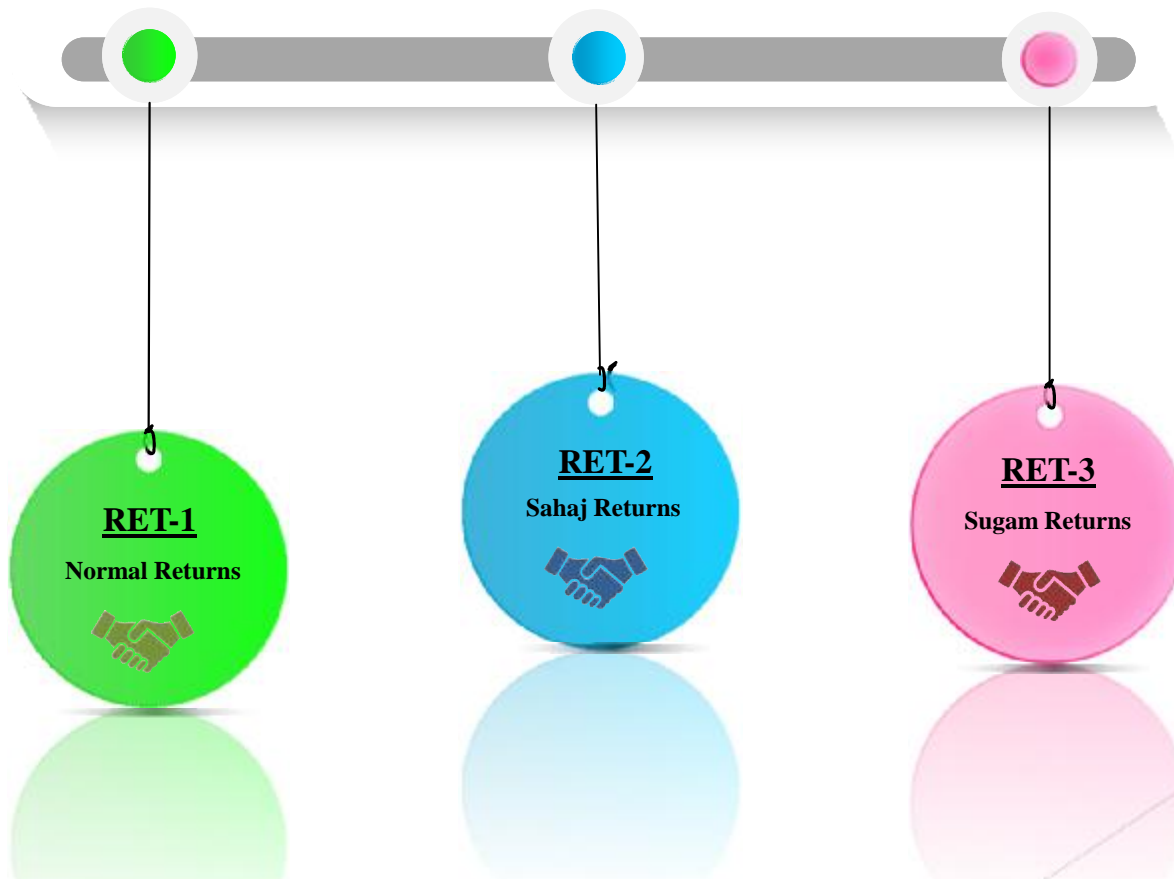 RET-1
Normal Returns
RET-2
Sahaj Returns
RET-3
Sugam Returns